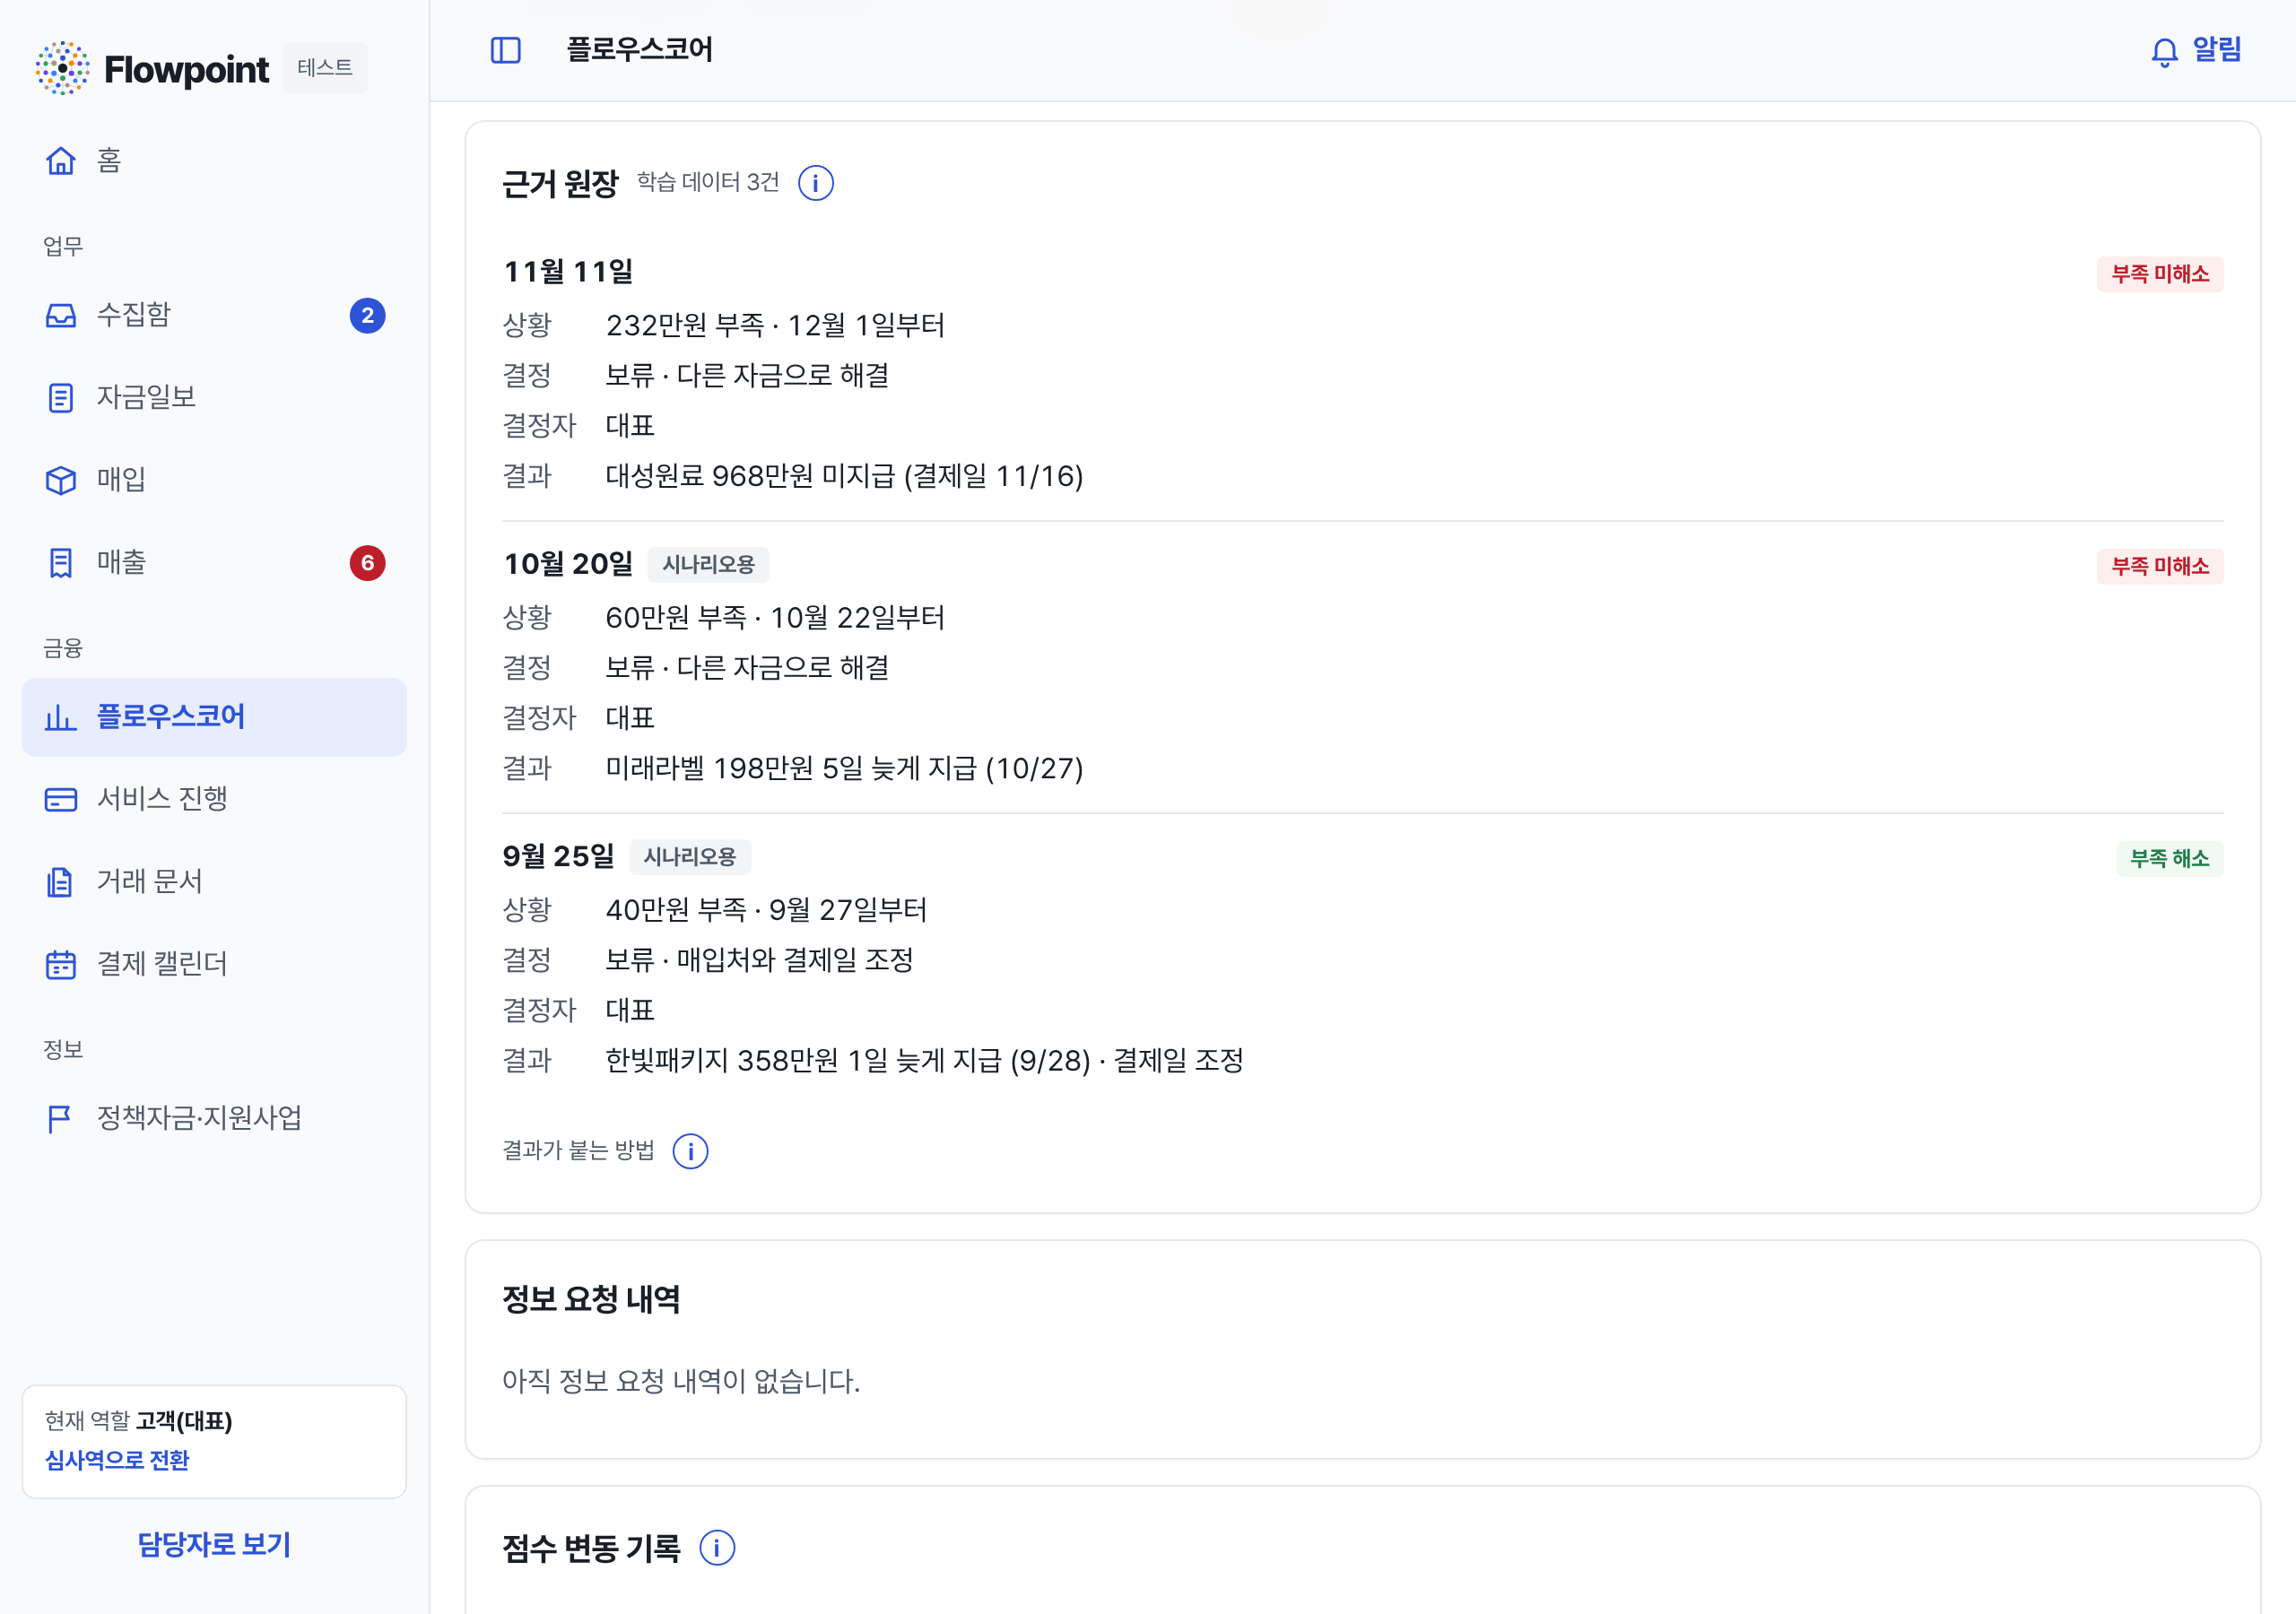 Flowpoint 테스트
홈
업무
수집함 2
자금일보
매입
매출 6
금융
플로우스코어
서비스 진행
거래 문서
결제 캘린더
정보
정책자금·지원사업
현재 역할 고객(대표)
심사역으로 전환
담당자로 보기
플로우스코어
알림
근거 원장 학습 데이터 3건
11월 11일 부족 미해소
상황 232만원 부족 · 12월 1일부터
결정 보류 · 다른 자금으로 해결
결정자 대표
결과 대성원료 968만원 미지급 (결제일 11/16)
10월 20일 시나리오용 부족 미해소
상황 60만원 부족 · 10월 22일부터
결정 보류 · 다른 자금으로 해결
결정자 대표
결과 미래라벨 198만원 5일 늦게 지급 (10/27)
9월 25일 시나리오용 부족 해소
상황 40만원 부족 · 9월 27일부터
결정 보류 · 매입처와 결제일 조정
결정자 대표
결과 한빛패키지 358만원 1일 늦게 지급 (9/28) · 결제일 조정
결과가 붙는 방법
정보 요청 내역
아직 정보 요청 내역이 없습니다.
점수 변동 기록